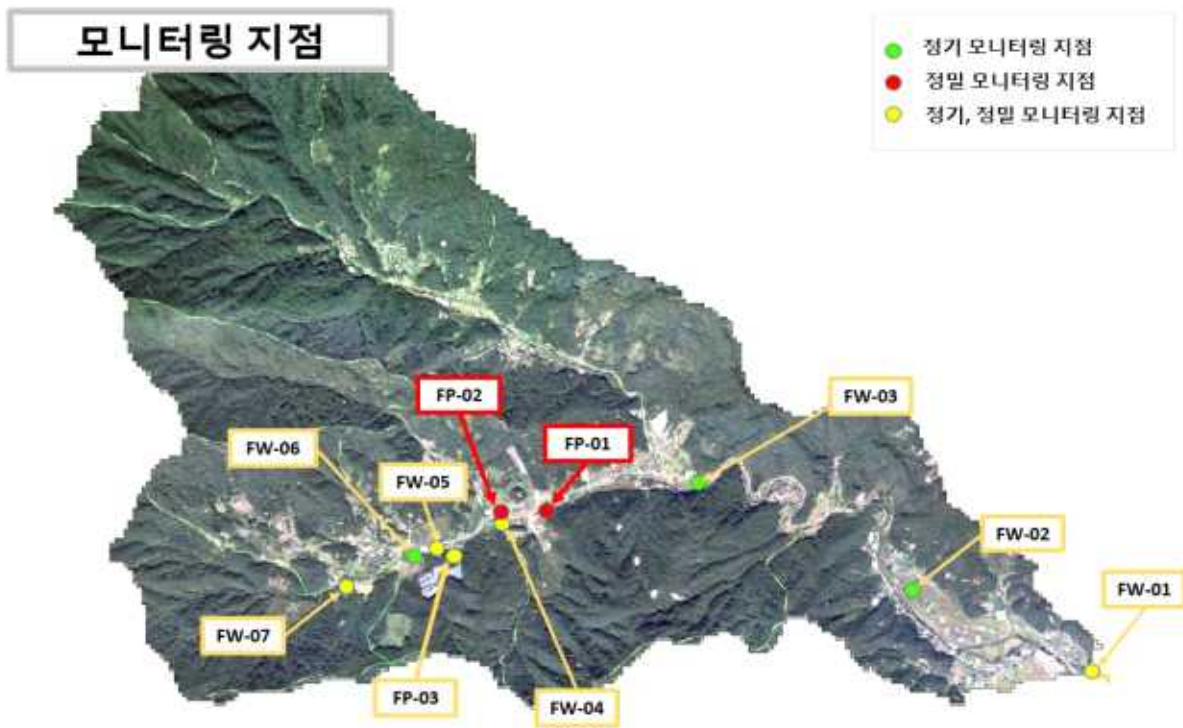 모니터링 지점
정기 모니터링 지점
정밀 모니터링 지점
정기, 정밀 모니터링 지점
FP-02
FW-03
FW-06
FP-01
FW-05
FW-02
FW-01
FW-07
FP-03
FW-04